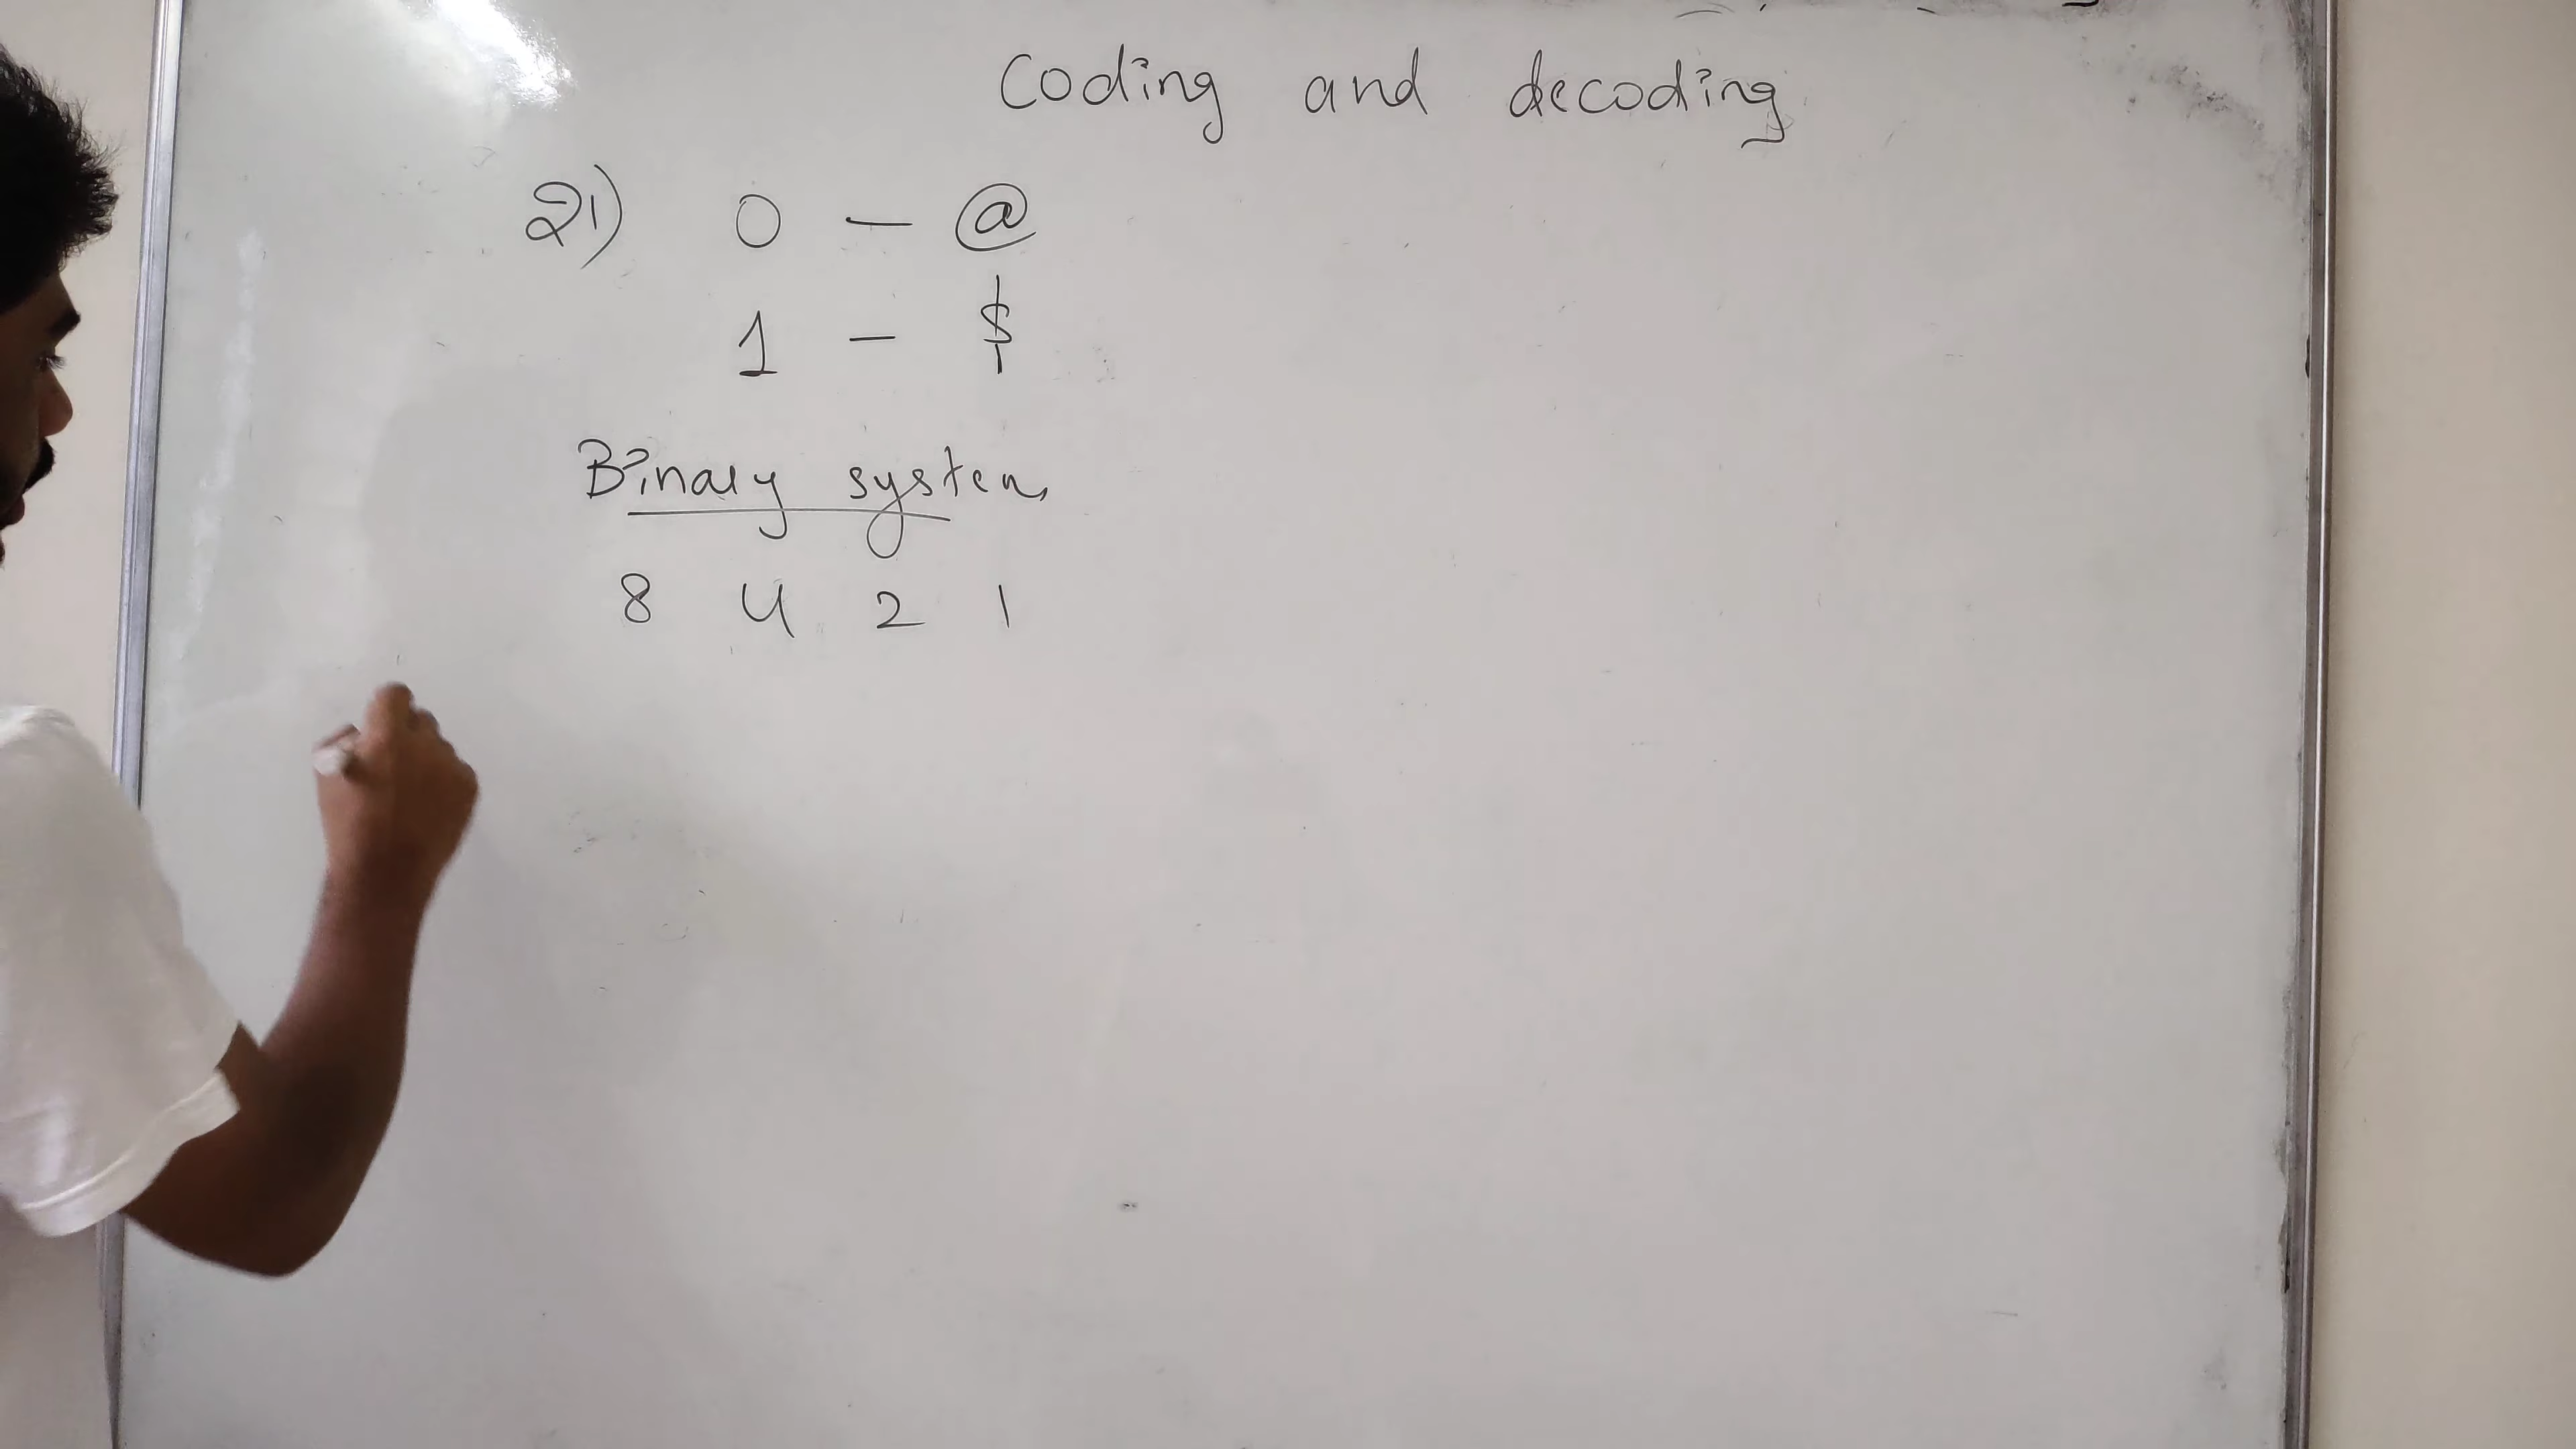 Coding and decoding
21) 0 — @
1 - $
Binary system
8 4 2 1